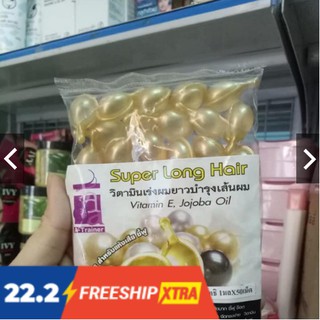 Super Long Hair
วิตามินเร่งผมยาวบำรุงเส้นผม
Vitamin E, Jojoba Oil
Trainer
22.2 FREESHIP XTRA